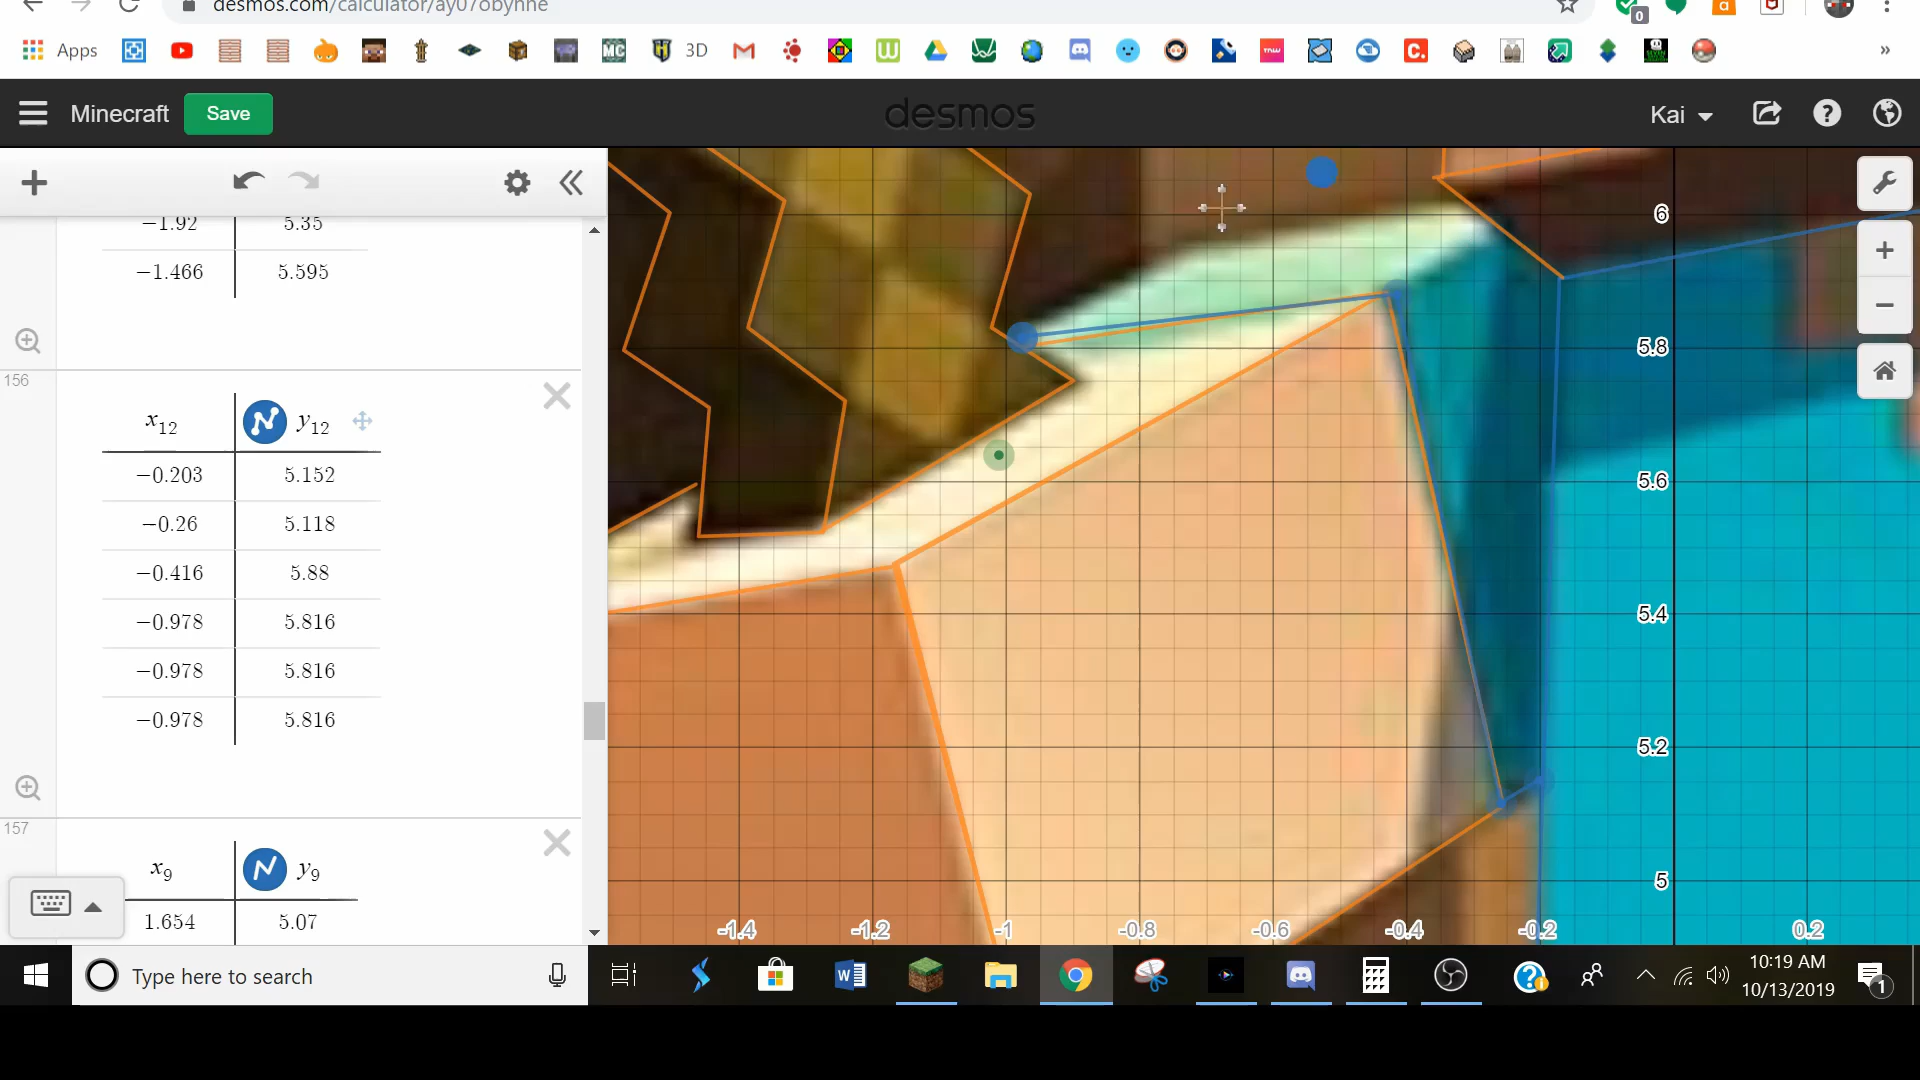 desmos.com/calculator/ay07obynne
0
a
Apps
MC
3D
W
C.
»
Minecraft
Save
desmos
Kai
−1.92 5.35
−1.466 5.595
156
x₁₂ y₁₂
−0.203 5.152
−0.26 5.118
−0.416 5.88
−0.978 5.816
−0.978 5.816
−0.978 5.816
157
x₉ y₉
1.654 5.07
6
5.8
5.6
5.4
5.2
5
-1.4 -1.2 -1 -0.8 -0.6 -0.4 -0.2 0.2
Type here to search
10:19 AM
10/13/2019
1